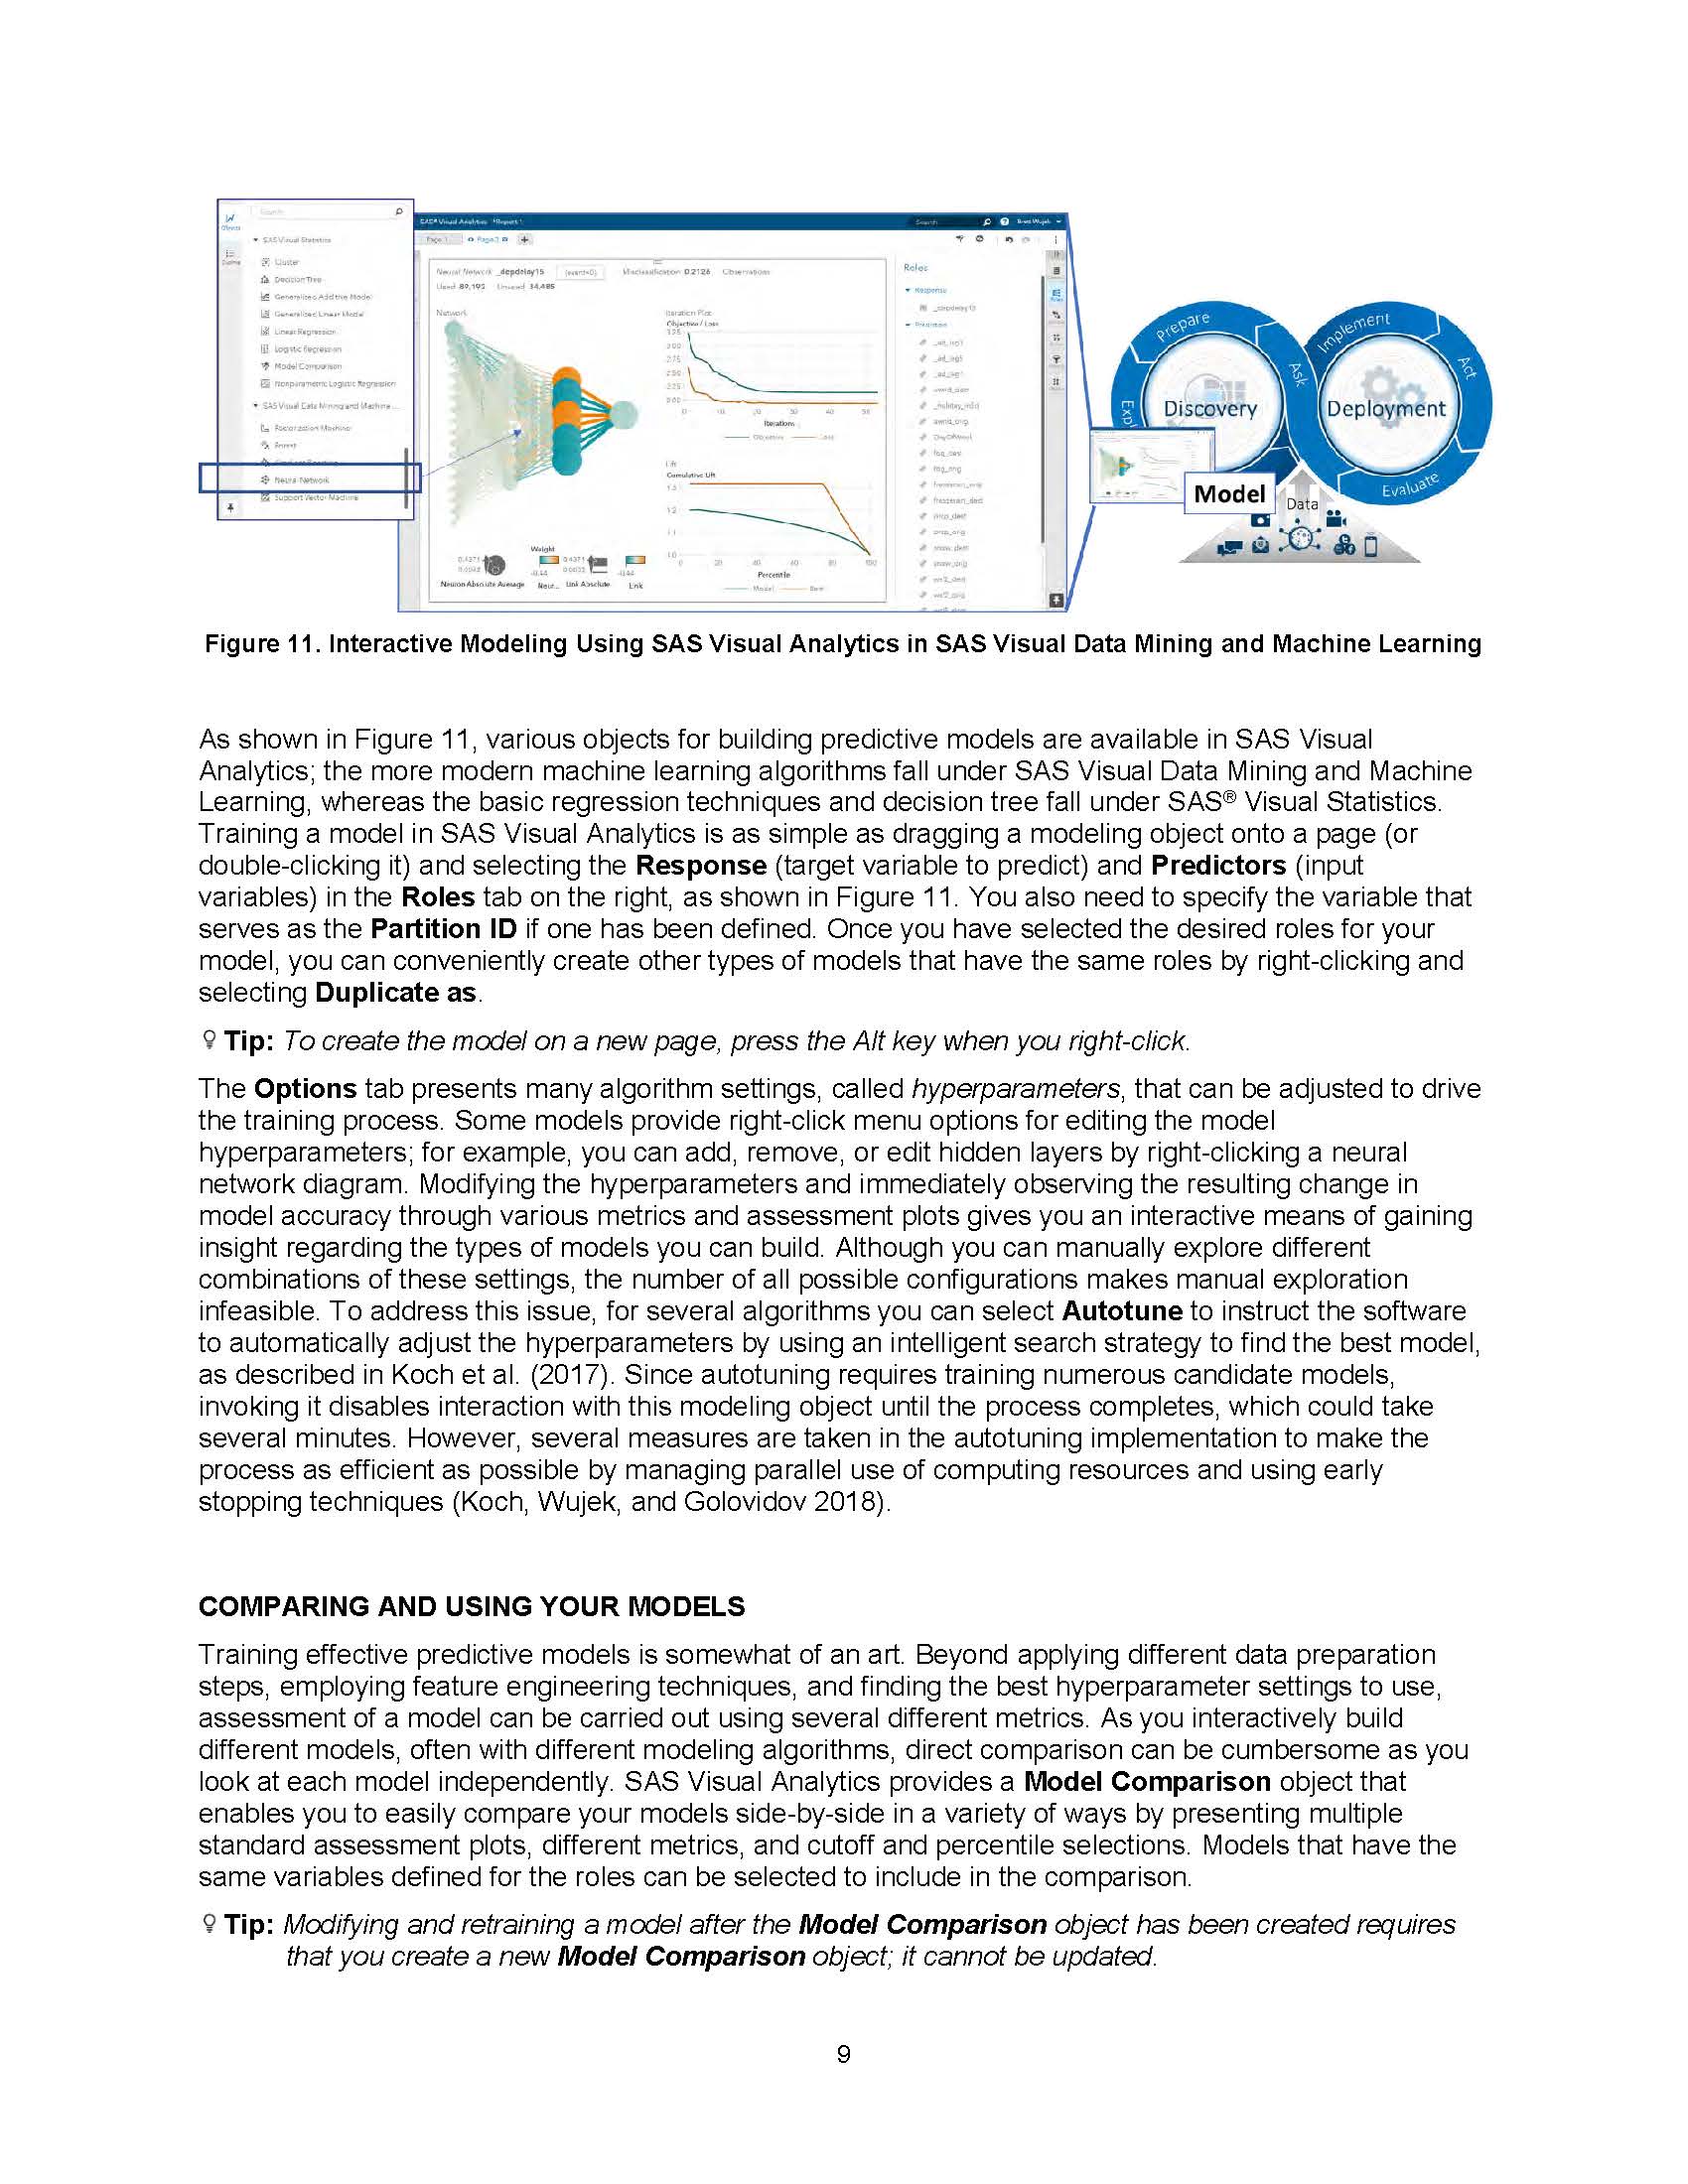 Objects
SAS Visual Statistics
Cluster
Decision Tree
Generalized Additive Model
Generalized Linear Model
Linear Regression
Logistic Regression
Model Comparison
Nonparametric Logistic Regression
SAS Visual Data Mining and Machine ...
Factorization Machine
Forest
Neural Network
Support Vector Machine
SAS® Visual Analytics
Search
Brett Wujek
Page 1
Page 2
Neural Network _depdelay15 (event=0) Misclassification 0.2126 Observations
Used 89,193 Unused 34,485
Network
Iteration Plot
Objective / Loss
0 10 20 30 40 50
Iterations
Lift
Cumulative Lift
1.3
1.2
1.1
1.0
0 20 40 60 80 100
Percentile
Model Best
Weight
Neuron Absolute Average Neur... Link Absolute Link
Roles
Response
_depdelay15
Predictors
Prepare
Discovery
Ask
Implement
Act
Deployment
Evaluate
Model
Data
Figure 11. Interactive Modeling Using SAS Visual Analytics in SAS Visual Data Mining and Machine Learning
As shown in Figure 11, various objects for building predictive models are available in SAS Visual
Analytics; the more modern machine learning algorithms fall under SAS Visual Data Mining and Machine
Learning, whereas the basic regression techniques and decision tree fall under SAS® Visual Statistics.
Training a model in SAS Visual Analytics is as simple as dragging a modeling object onto a page (or
double-clicking it) and selecting the Response (target variable to predict) and Predictors (input
variables) in the Roles tab on the right, as shown in Figure 11. You also need to specify the variable that
serves as the Partition ID if one has been defined. Once you have selected the desired roles for your
model, you can conveniently create other types of models that have the same roles by right-clicking and
selecting Duplicate as.
Tip: To create the model on a new page, press the Alt key when you right-click.
The Options tab presents many algorithm settings, called hyperparameters, that can be adjusted to drive
the training process. Some models provide right-click menu options for editing the model
hyperparameters; for example, you can add, remove, or edit hidden layers by right-clicking a neural
network diagram. Modifying the hyperparameters and immediately observing the resulting change in
model accuracy through various metrics and assessment plots gives you an interactive means of gaining
insight regarding the types of models you can build. Although you can manually explore different
combinations of these settings, the number of all possible configurations makes manual exploration
infeasible. To address this issue, for several algorithms you can select Autotune to instruct the software
to automatically adjust the hyperparameters by using an intelligent search strategy to find the best model,
as described in Koch et al. (2017). Since autotuning requires training numerous candidate models,
invoking it disables interaction with this modeling object until the process completes, which could take
several minutes. However, several measures are taken in the autotuning implementation to make the
process as efficient as possible by managing parallel use of computing resources and using early
stopping techniques (Koch, Wujek, and Golovidov 2018).
COMPARING AND USING YOUR MODELS
Training effective predictive models is somewhat of an art. Beyond applying different data preparation
steps, employing feature engineering techniques, and finding the best hyperparameter settings to use,
assessment of a model can be carried out using several different metrics. As you interactively build
different models, often with different modeling algorithms, direct comparison can be cumbersome as you
look at each model independently. SAS Visual Analytics provides a Model Comparison object that
enables you to easily compare your models side-by-side in a variety of ways by presenting multiple
standard assessment plots, different metrics, and cutoff and percentile selections. Models that have the
same variables defined for the roles can be selected to include in the comparison.
Tip: Modifying and retraining a model after the Model Comparison object has been created requires
that you create a new Model Comparison object; it cannot be updated.
9